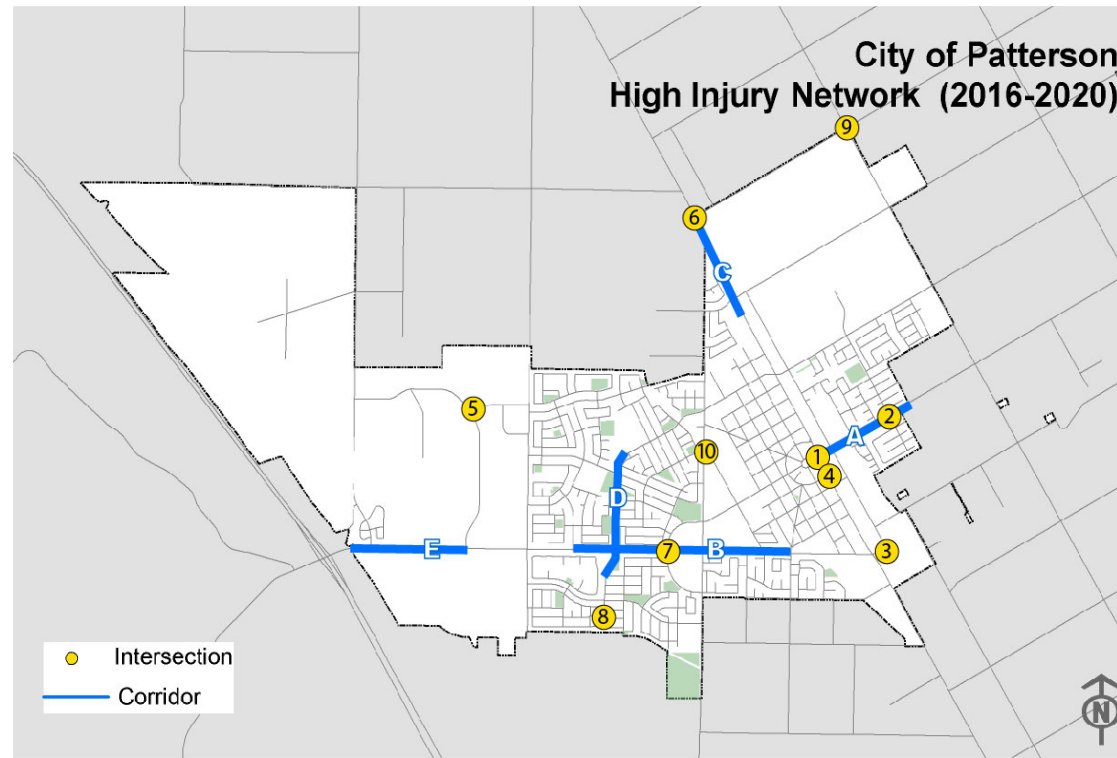 City of Patterson
High Injury Network (2016-2020)
9
6
C
5
2
A
1
10
4
D
E
7
B
3
8
Intersection
Corridor
N